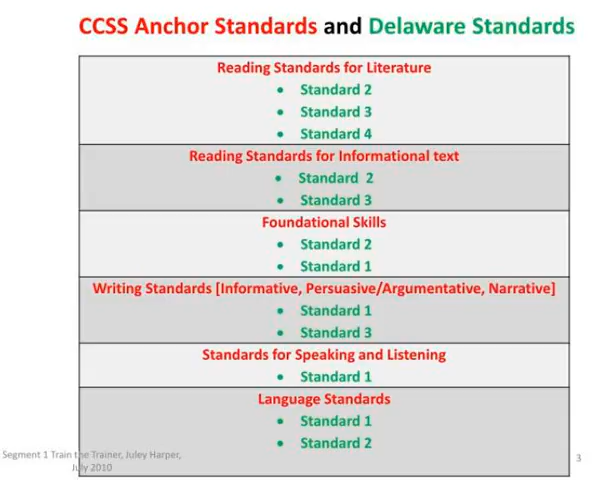 CCSS Anchor Standards and Delaware Standards
Reading Standards for Literature
• Standard 2
• Standard 3
• Standard 4
Reading Standards for Informational text
• Standard 2
• Standard 3
Foundational Skills
• Standard 2
• Standard 1
Writing Standards [Informative, Persuasive/Argumentative, Narrative]
• Standard 1
• Standard 3
Standards for Speaking and Listening
• Standard 1
Language Standards
• Standard 1
• Standard 2
Segment 1 Train the Trainer, Juley Harper,
July 2010
3